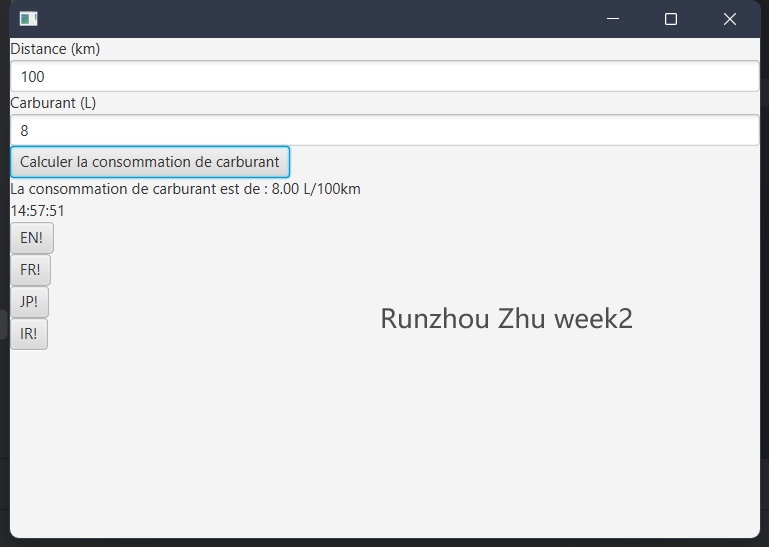 Distance (km)
100
Carburant (L)
8
Calculer la consommation de carburant
La consommation de carburant est de : 8.00 L/100km
14:57:51
EN!
FR!
JP!
IR!
Runzhou Zhu week2